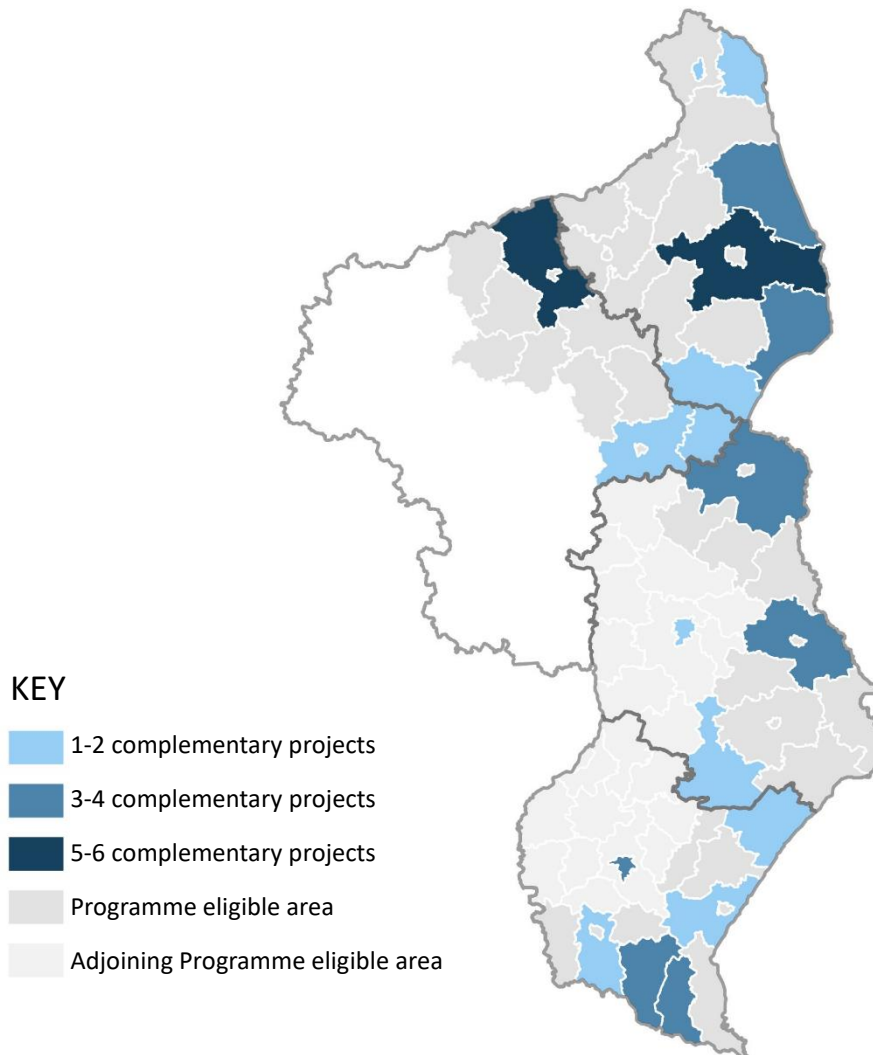 KEY
1-2 complementary projects
3-4 complementary projects
5-6 complementary projects
Programme eligible area
Adjoining Programme eligible area